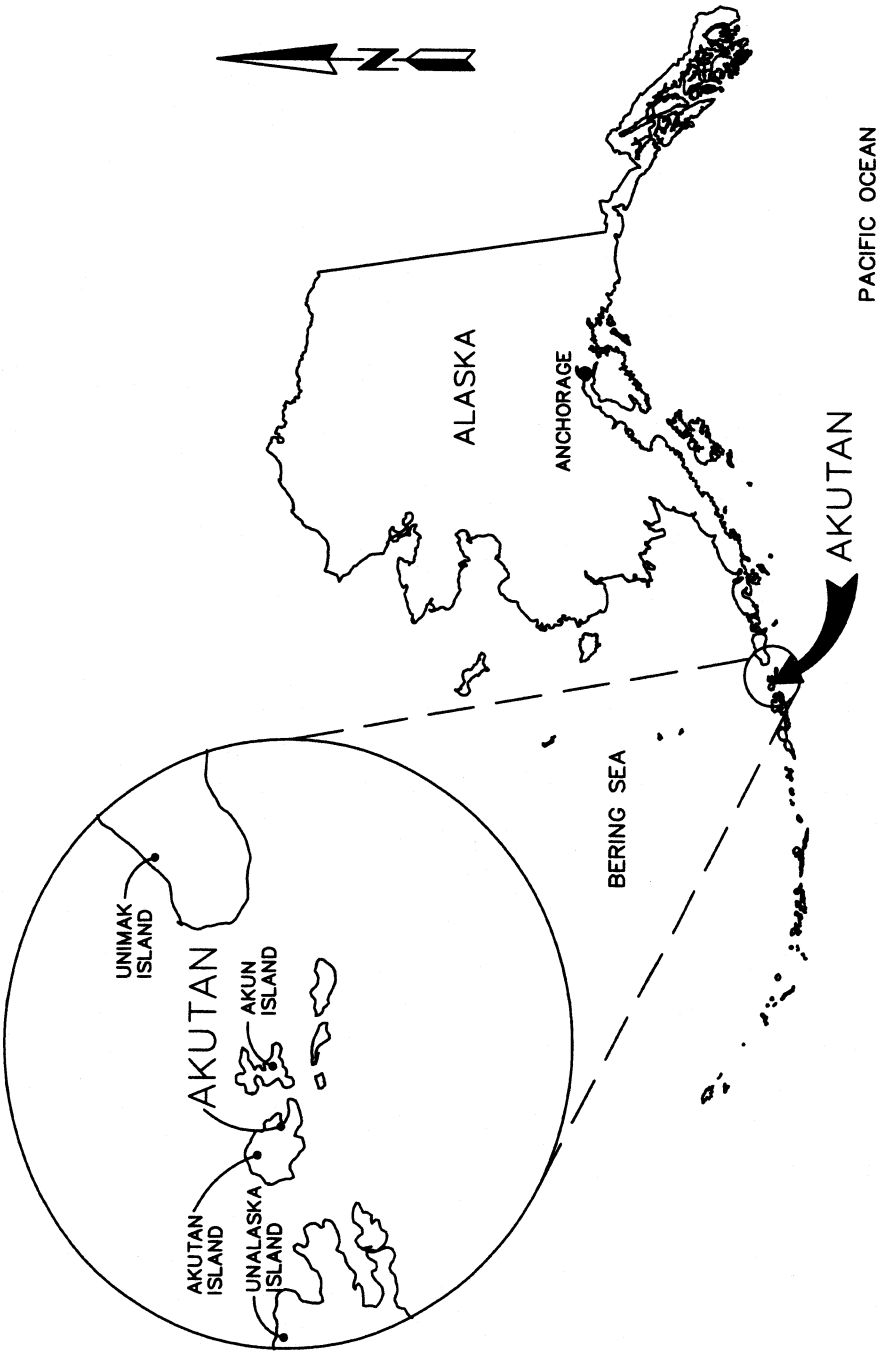 UNIMAK
ISLAND
AKUTAN
AKUN
ISLAND
AKUTAN
ISLAND
UNALASKA
ISLAND
N
ALASKA
ANCHORAGE
BERING SEA
AKUTAN
PACIFIC OCEAN